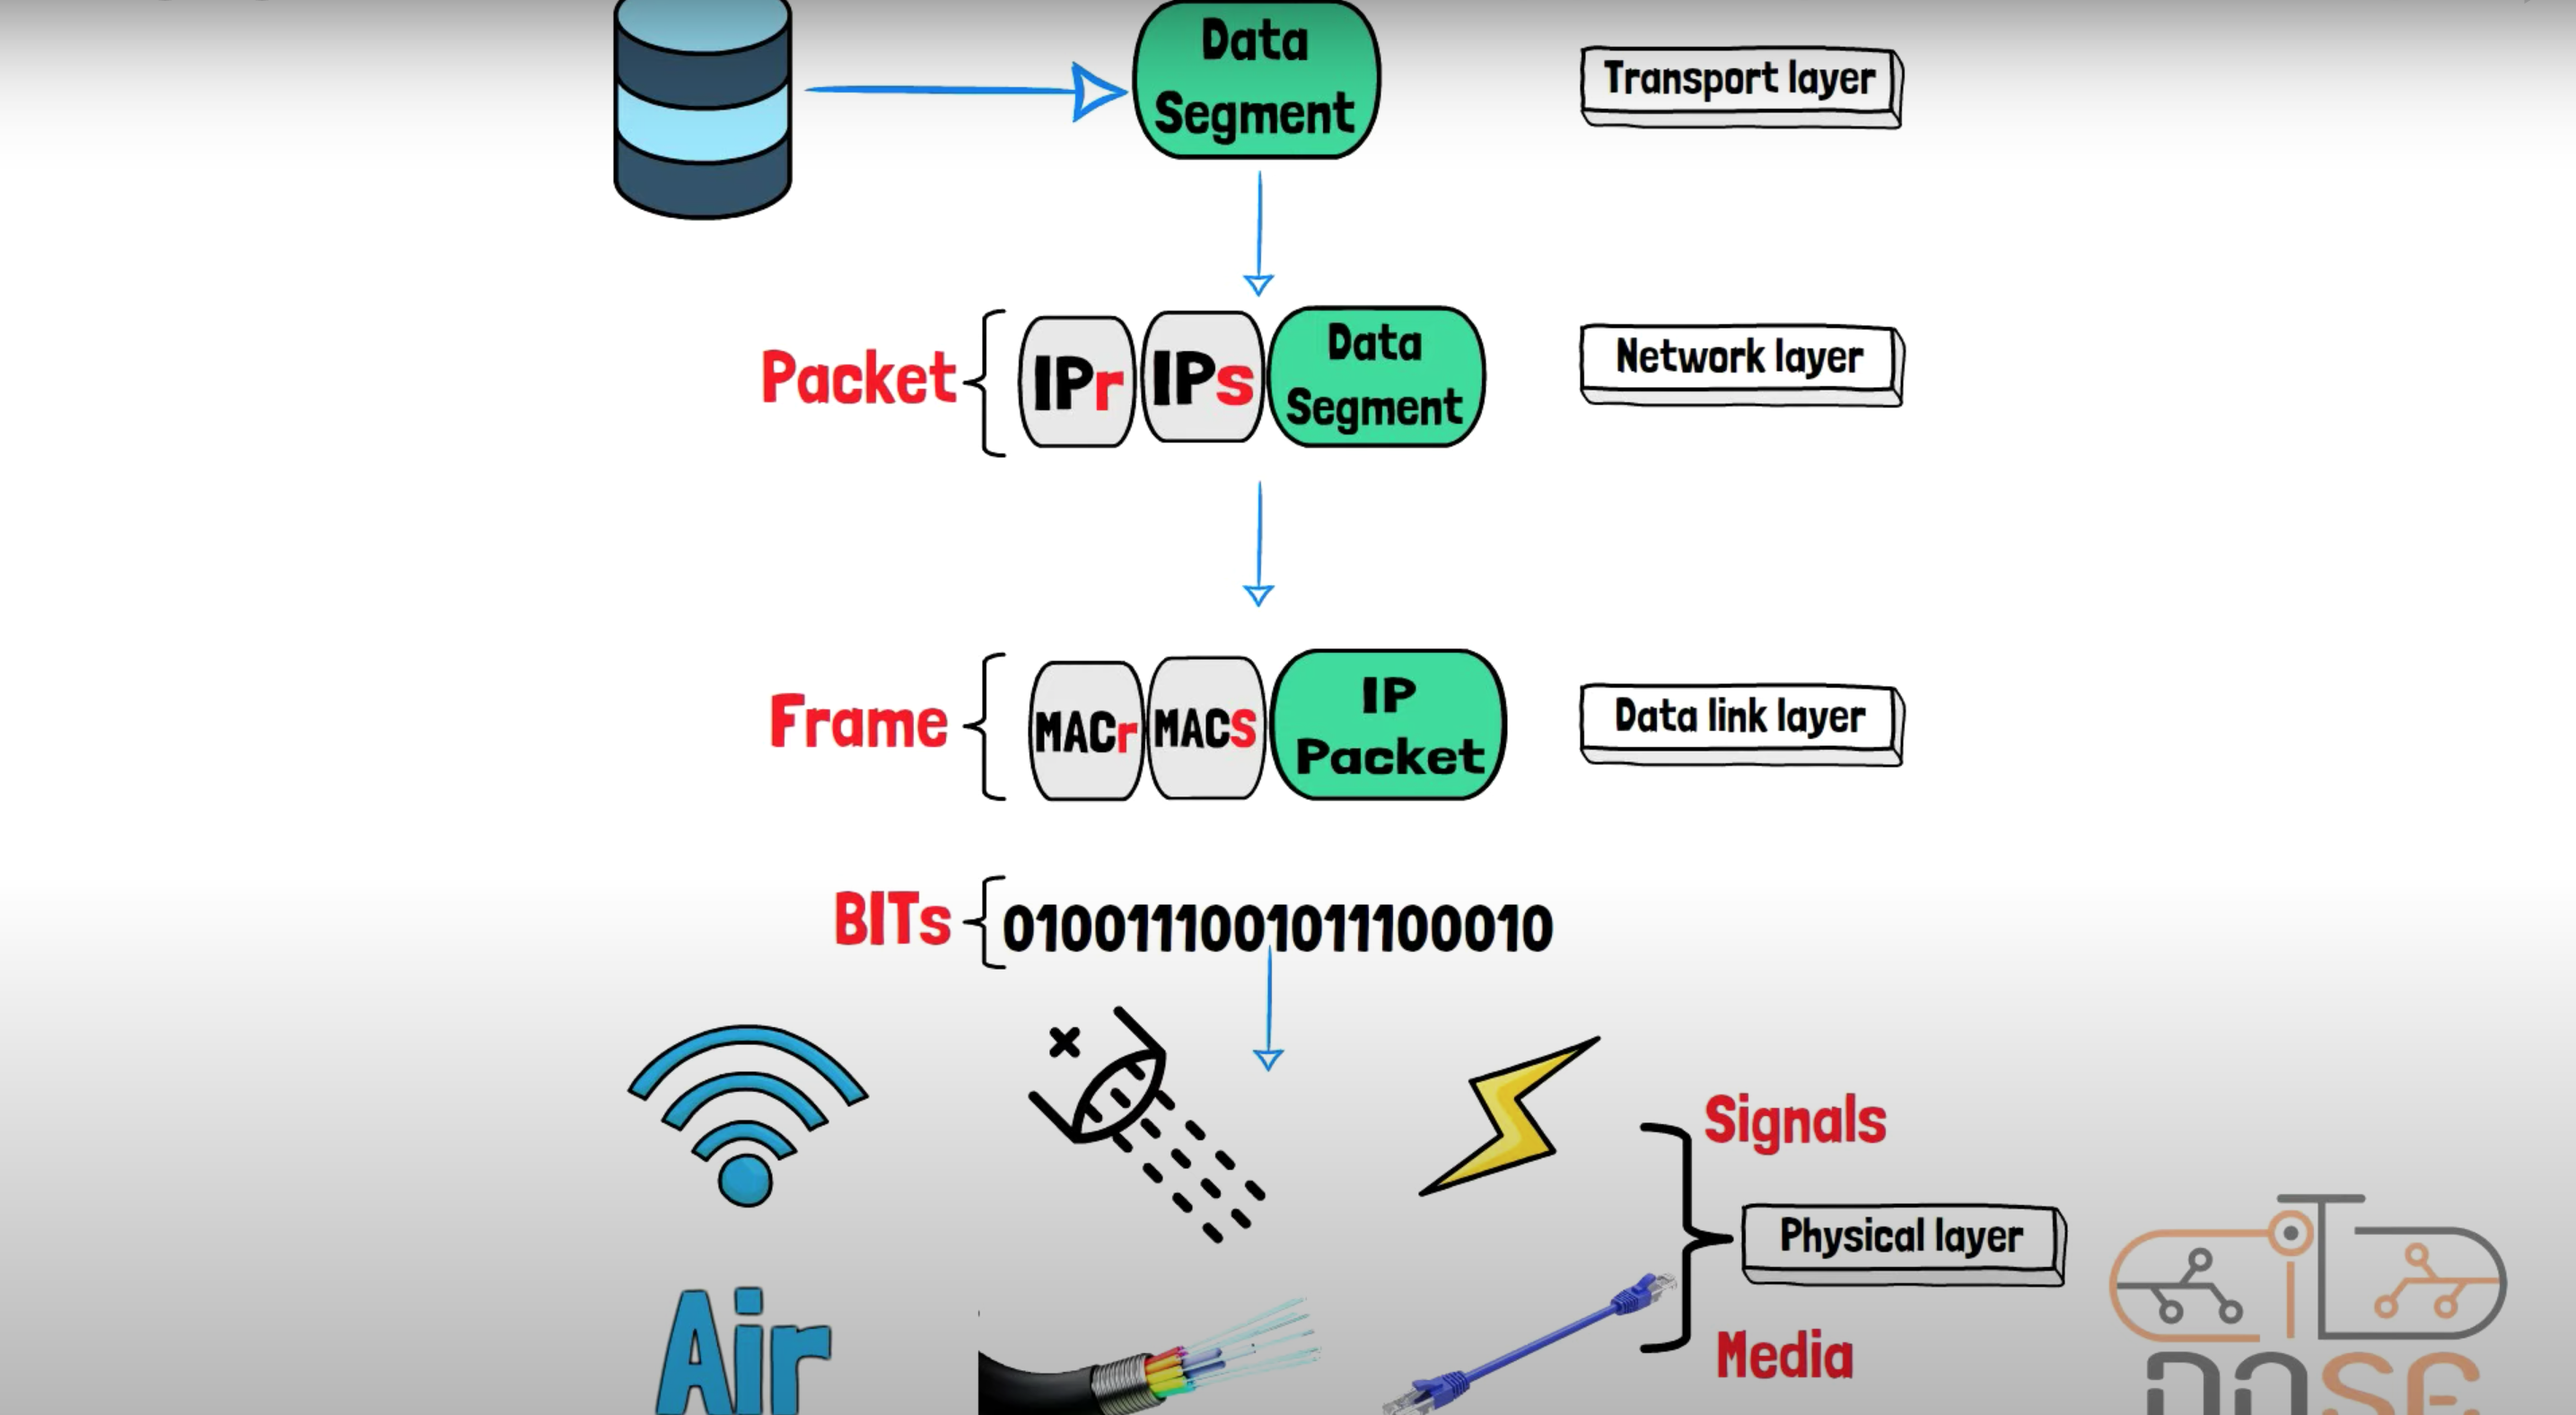 Data
Segment
Transport layer
Packet
IPr
IPs
Data
Segment
Network layer
Frame
MACr
MACS
IP
Packet
Data link layer
BITs
0100111001011100010
Signals
Physical layer
Air
Media
DOSE